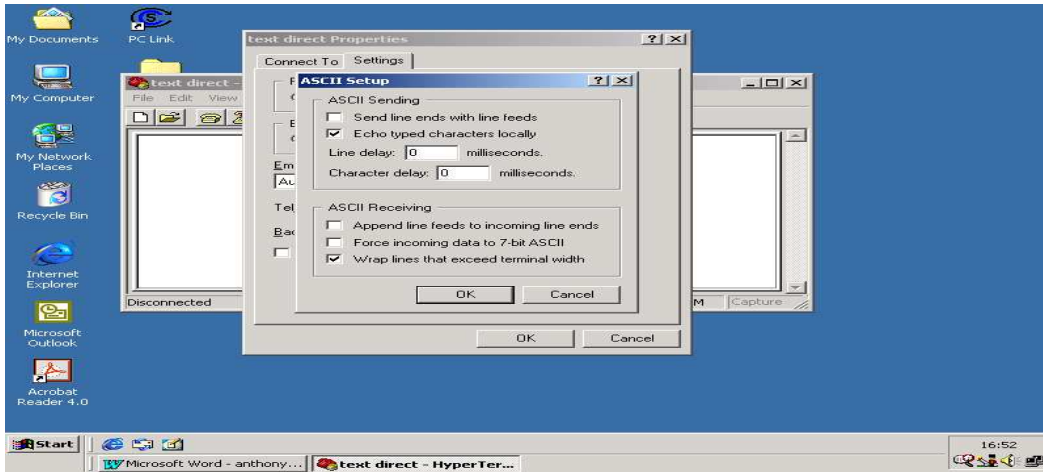 My Documents
PC Link
My Computer
My Network
Places
Recycle Bin
Internet
Explorer
Microsoft
Outlook
Acrobat
Reader 4.0
text direct -
File Edit View
Disconnected
Capture
text direct Properties
Connect To Settings
Em
Au
Tel
Bac
OK Cancel
ASCII Setup
ASCII Sending
Send line ends with line feeds
Echo typed characters locally
Line delay: 0 milliseconds.
Character delay: 0 milliseconds.
ASCII Receiving
Append line feeds to incoming line ends
Force incoming data to 7-bit ASCII
Wrap lines that exceed terminal width
OK Cancel
Start
16:52
Microsoft Word - anthony...
text direct - HyperTer...